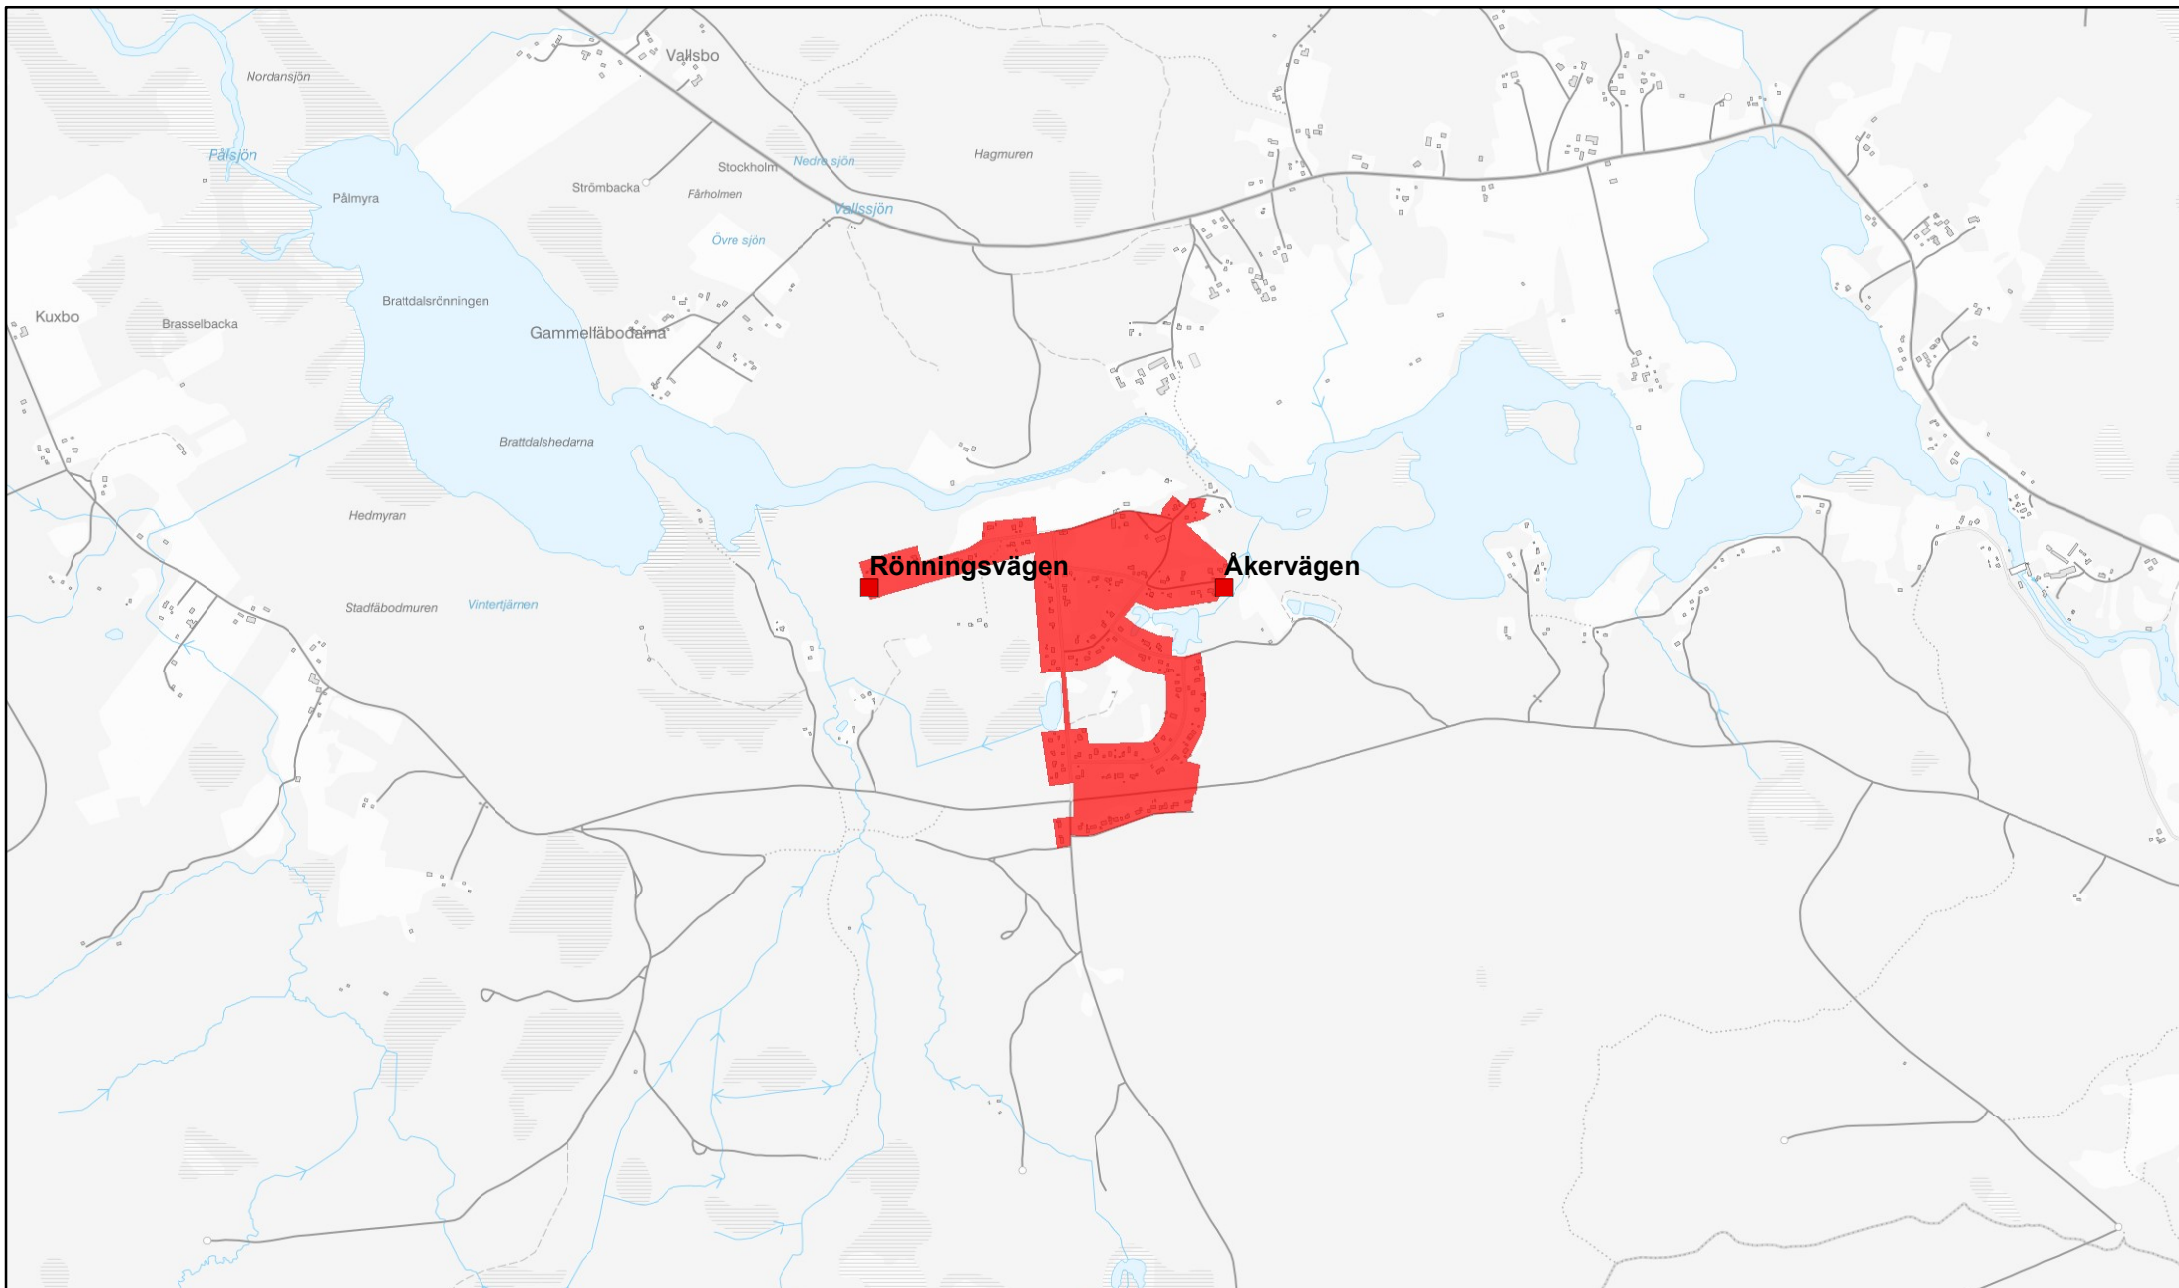 Vallsbo
Nordansjön
Pålsjön
Hagmuren
Nedre sjön
Stockholm
Strömbacka
Fårholmen
Pålmyra
Vallssjön
Övre sjön
Brattdalsrönningen
Kuxbo
Brasselbacka
Gammelfäbodarna
Brattdalshedarna
Hedmyran
Rönningsvägen
Åkervägen
Stadfäbodmuren
Vintertjärnen